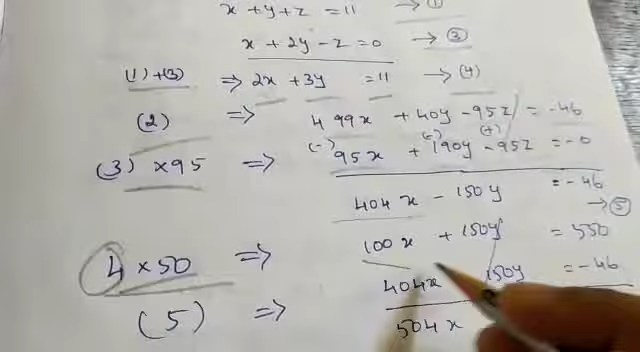 x + y + z = 11 → (1)
x + 2y - z = 0 → (3)
(1)+(3) ⇒ 2x + 3y = 11 → (4)
(2) ⇒ 499x + 40y - 95z = -46
(3) × 95 ⇒ (-) 95x + (-) 190y - (+) 95z = -0
404x - 150y = -46 → (5)
4 × 50 ⇒ 100x + 150y = 550
(5) ⇒ 404x 150y = -46
504x